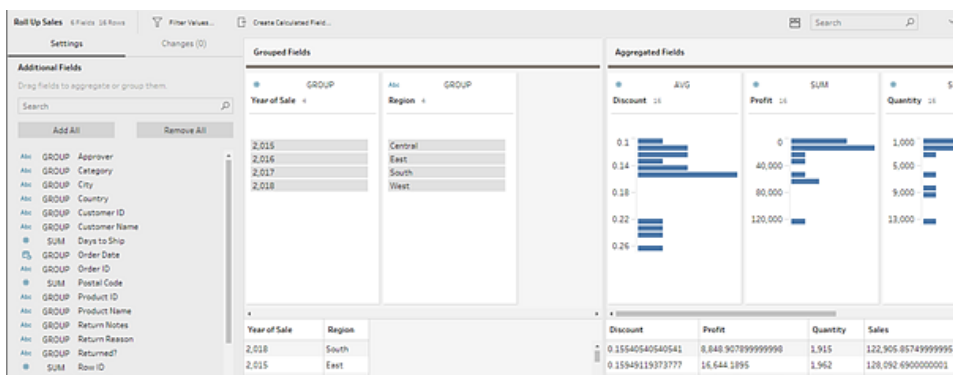 Roll Up Sales 6 Fields 16 Rows Filter Values... Create Calculated Field... Search
Settings Changes (0)
Additional Fields
Drag fields to aggregate or group them.
Search
Add All Remove All
Abc GROUP Approver
Abc GROUP Category
Abc GROUP City
Abc GROUP Country
Abc GROUP Customer ID
Abc GROUP Customer Name
SUM Days to Ship
GROUP Order Date
Abc GROUP Order ID
SUM Postal Code
Abc GROUP Product ID
Abc GROUP Product Name
Abc GROUP Return Notes
Abc GROUP Return Reason
Abc GROUP Returned?
SUM Row ID
Grouped Fields
GROUP
Year of Sale 4
2,015
2,016
2,017
2,018
Abc GROUP
Region 4
Central
East
South
West
Year of Sale Region
2,018 South
2,015 East
Aggregated Fields
AVG
Discount 16
0.1
0.14
0.18
0.22
0.26
SUM
Profit 16
0
40,000
80,000
120,000
S
Quantity 16
1,000
5,000
9,000
13,000
Discount Profit Quantity Sales
0.15540540540541 8,848.907899999998 1,915 122,905.85749999995
0.15949119373777 16,644.1895 1,962 128,092.6900000001